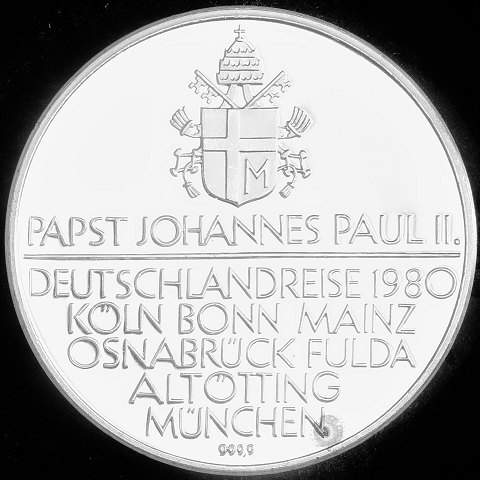 M
PAPST JOHANNES PAUL II.
DEUTSCHLANDREISE 1980
KÖLN BONN MAINZ
OSNABRÜCK FULDA
ALTÖTTING
MÜNCHEN
999,9